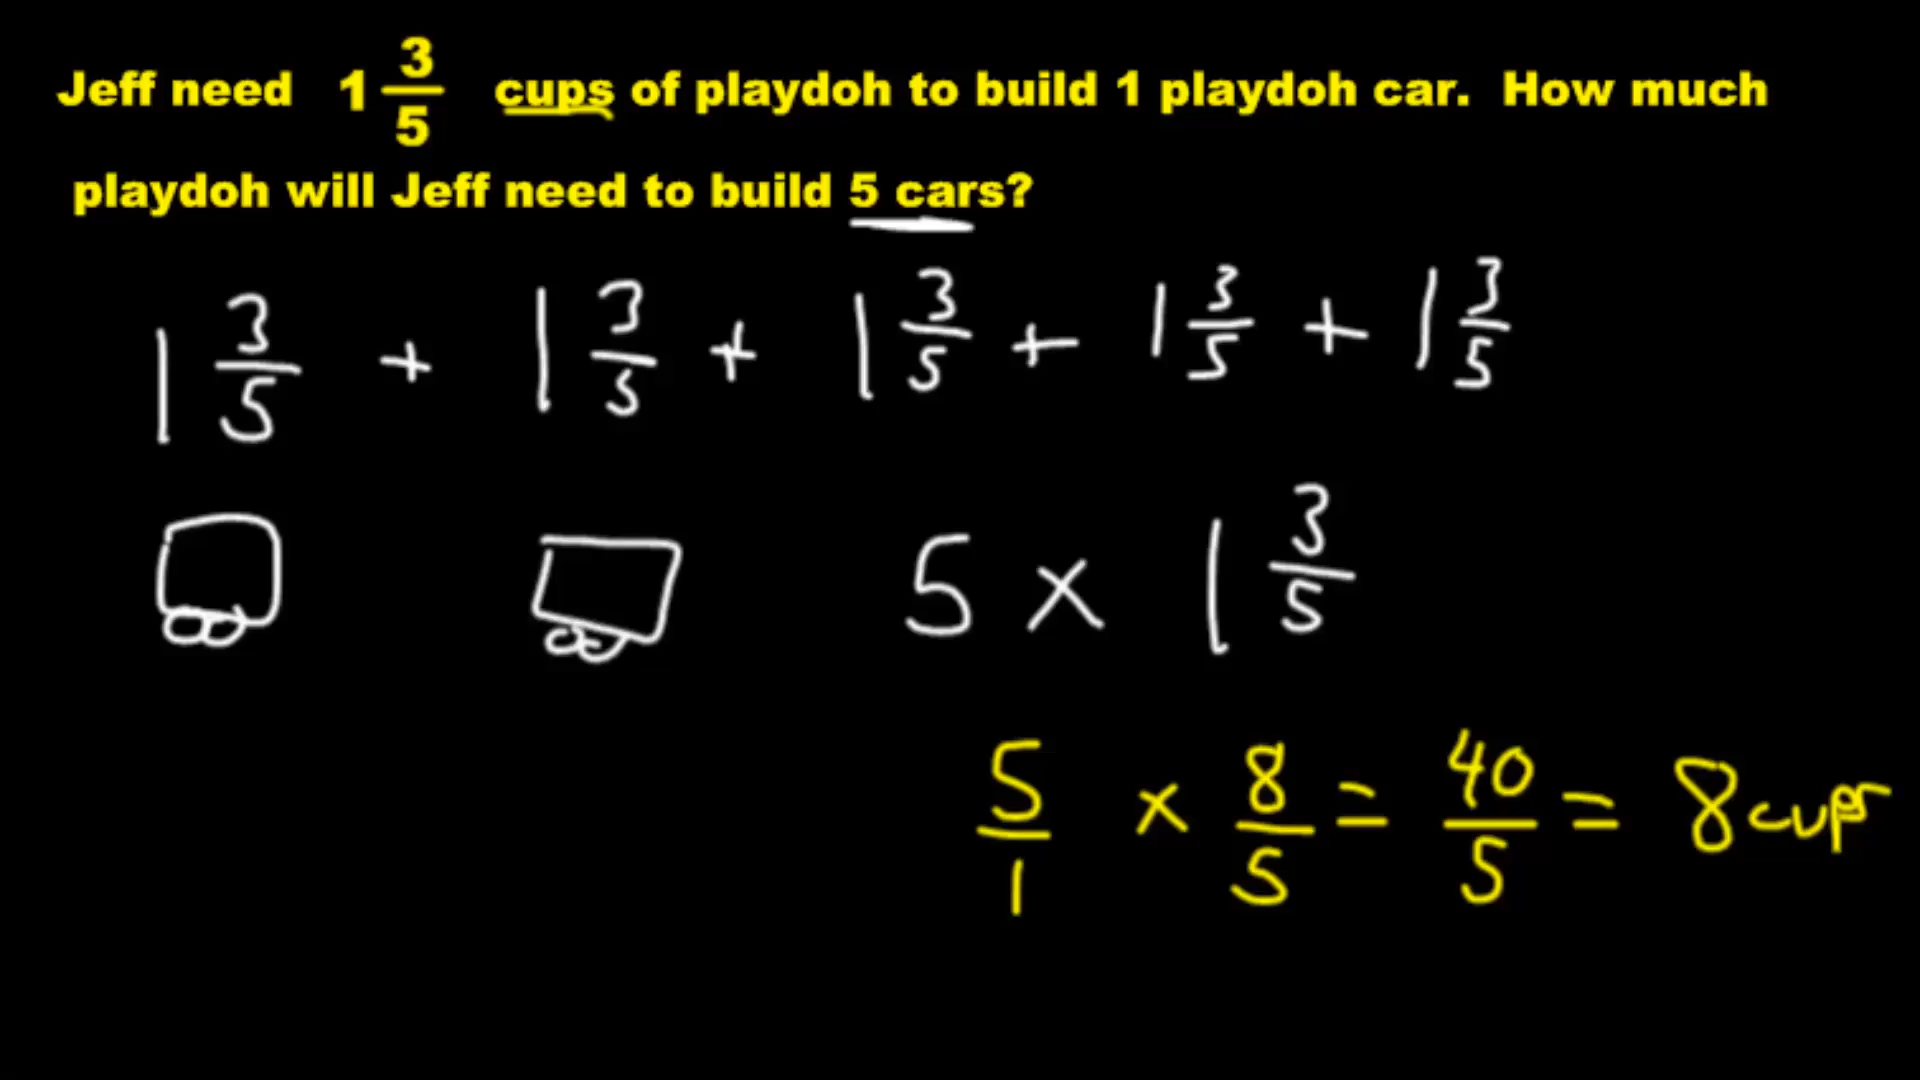 Jeff need 1 3/5 cups of playdoh to build 1 playdoh car. How much
playdoh will Jeff need to build 5 cars?
1 3/5 + 1 3/5 + 1 3/5 + 1 3/5 + 1 3/5
5 x 1 3/5
5/1 x 8/5 = 40/5 = 8 cups